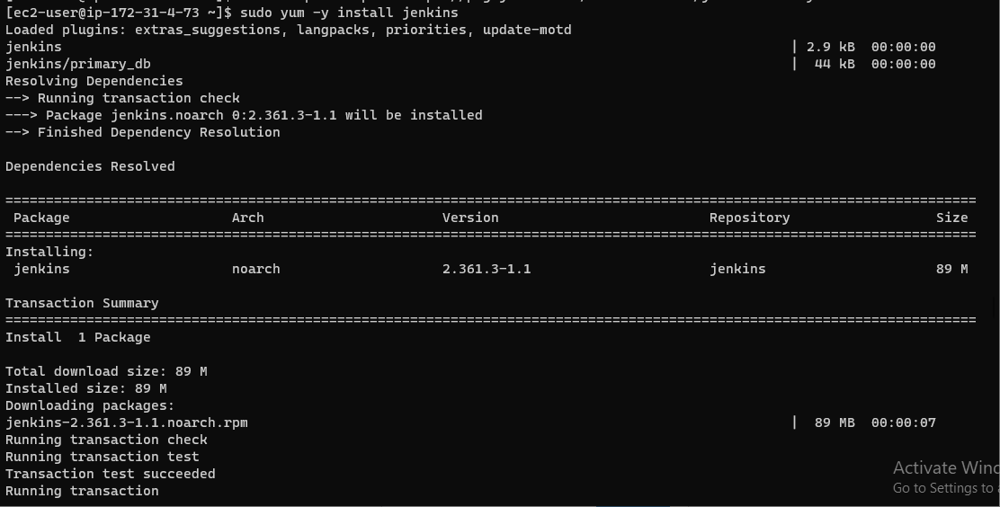 [ec2-user@ip-172-31-4-73 ~]$ sudo yum -y install jenkins
Loaded plugins: extras_suggestions, langpacks, priorities, update-motd
jenkins | 2.9 kB 00:00:00
jenkins/primary_db | 44 kB 00:00:00
Resolving Dependencies
--> Running transaction check
---> Package jenkins.noarch 0:2.361.3-1.1 will be installed
--> Finished Dependency Resolution
Dependencies Resolved
========================================================================================================================
Package Arch Version Repository Size
========================================================================================================================
Installing:
jenkins noarch 2.361.3-1.1 jenkins 89 M
Transaction Summary
========================================================================================================================
Install 1 Package
Total download size: 89 M
Installed size: 89 M
Downloading packages:
jenkins-2.361.3-1.1.noarch.rpm | 89 MB 00:00:07
Running transaction check
Running transaction test
Transaction test succeeded
Running transaction
Activate Wind
Go to Settings to a